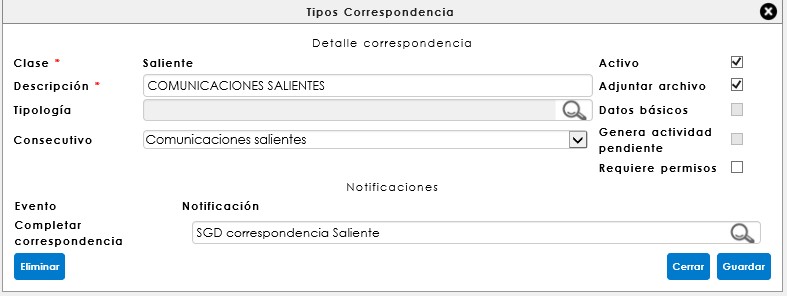 Tipos Correspondencia
Detalle correspondencia
Clase * Saliente Activo
Descripción * COMUNICACIONES SALIENTES Adjuntar archivo
Tipología Datos básicos
Consecutivo Comunicaciones salientes Genera actividad
pendiente
Requiere permisos
Notificaciones
Evento Notificación
Completar
correspondencia SGD correspondencia Saliente
Eliminar Cerrar Guardar